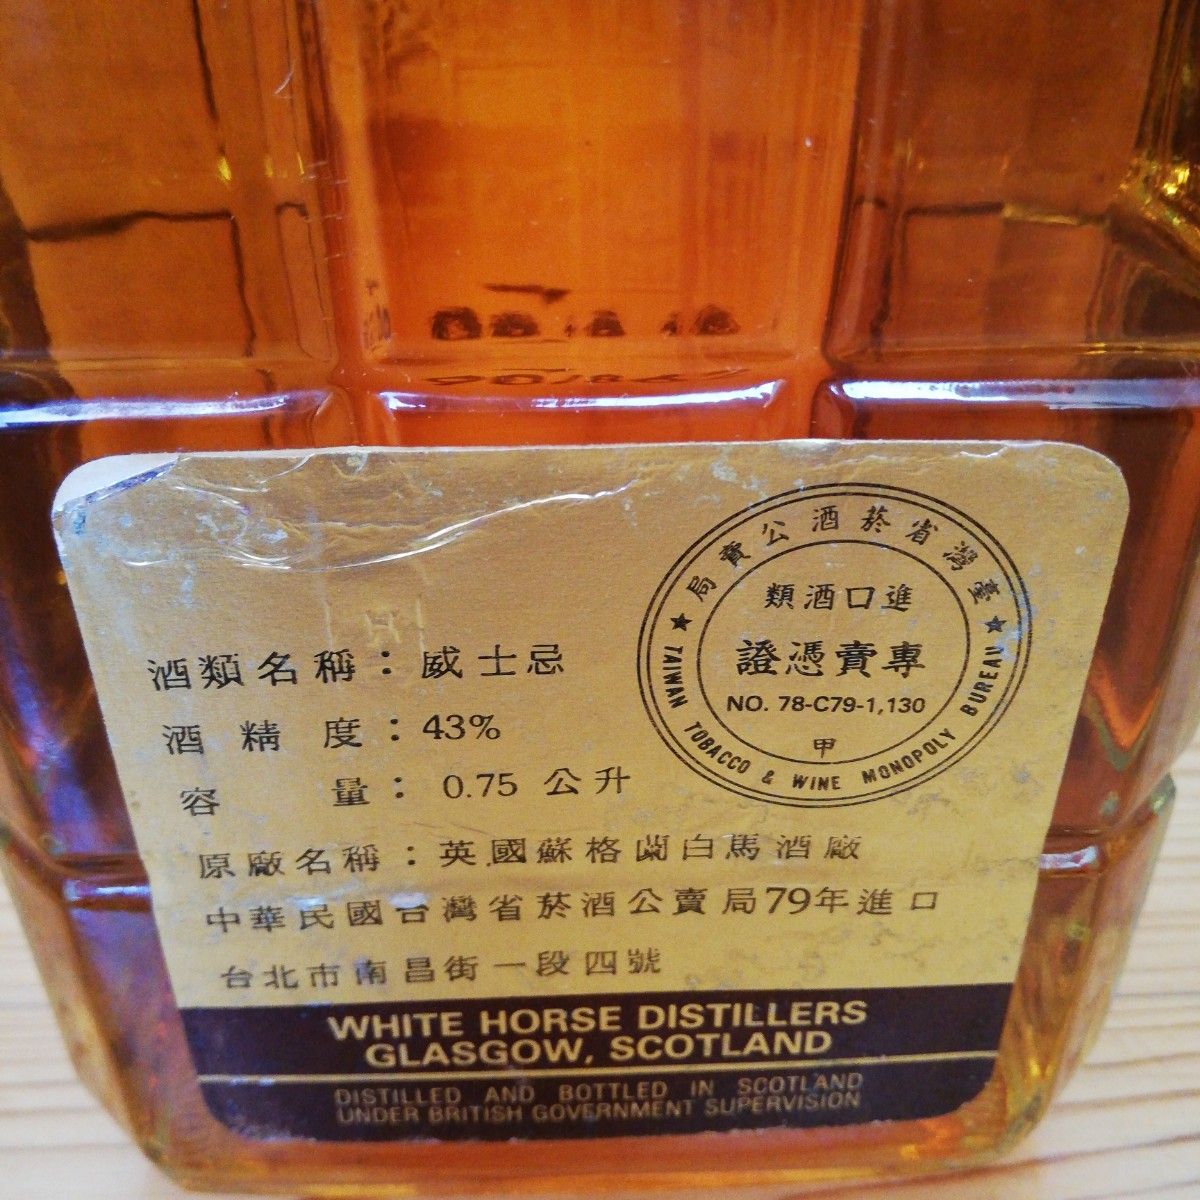 臺灣省菸酒公賣局
進口酒類
專賣憑證
NO. 78-C79-1,130
甲
★ TAIWAN TOBACCO & WINE MONOPOLY BUREAU ★
酒類名稱：威士忌
酒精度：43%
容量：0.75 公升
原廠名稱：英國蘇格蘭白馬酒廠
中華民國台灣省菸酒公賣局79年進口
台北市南昌街一段四號
WHITE HORSE DISTILLERS
GLASGOW, SCOTLAND
DISTILLED AND BOTTLED IN SCOTLAND
UNDER BRITISH GOVERNMENT SUPERVISION